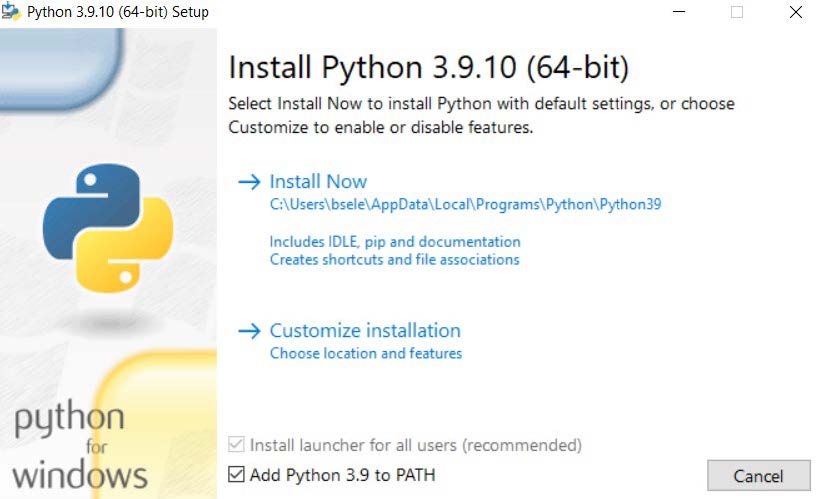 Python 3.9.10 (64-bit) Setup
Install Python 3.9.10 (64-bit)
Select Install Now to install Python with default settings, or choose
Customize to enable or disable features.
Install Now
C:\Users\bsele\AppData\Local\Programs\Python\Python39
Includes IDLE, pip and documentation
Creates shortcuts and file associations
Customize installation
Choose location and features
python
for
windows
Install launcher for all users (recommended)
Add Python 3.9 to PATH
Cancel